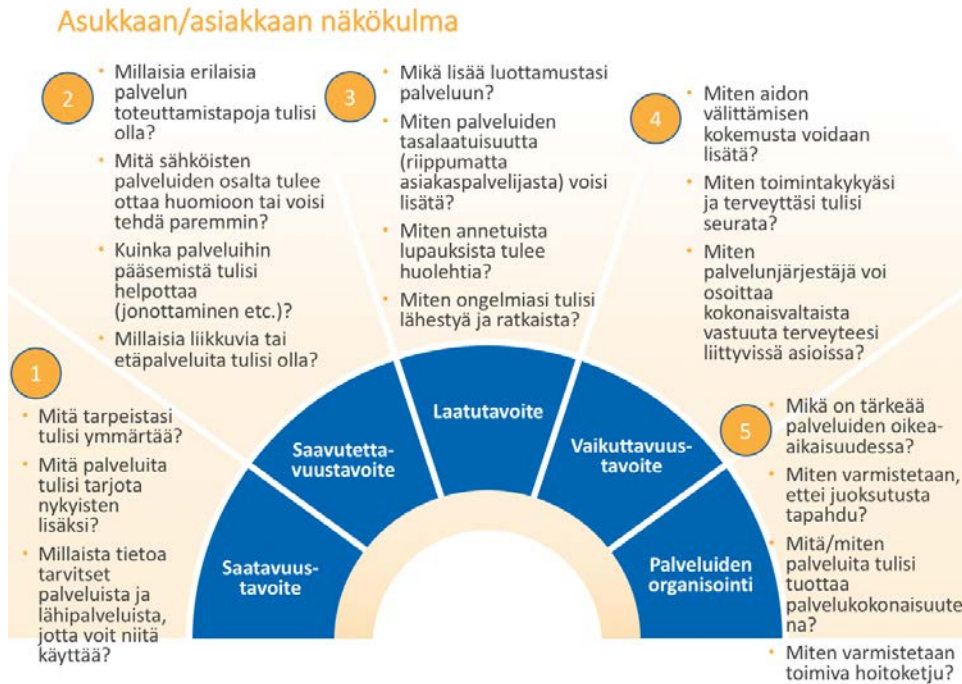 Asukkaan/asiakkaan näkökulma
1
• Mitä tarpeistasi
tulisi ymmärtää?
• Mitä palveluita
tulisi tarjota
nykyisten
lisäksi?
• Millaista tietoa
tarvitset
palveluista ja
lähipalveluista,
jotta voit niitä
käyttää?
2
• Millaisia erilaisia
palvelun
toteuttamistapoja tulisi
olla?
• Mitä sähköisten
palveluiden osalta tulee
ottaa huomioon tai voisi
tehdä paremmin?
• Kuinka palveluihin
pääsemistä tulisi
helpottaa
(jonottaminen etc.)?
• Millaisia liikkuvia tai
etäpalveluita tulisi olla?
3
• Mikä lisää luottamustasi
palveluun?
• Miten palveluiden
tasalaatuisuutta
(riippumatta
asiakaspalvelijasta) voisi
lisätä?
• Miten annetuista
lupauksista tulee
huolehtia?
• Miten ongelmiasi tulisi
lähestyä ja ratkaista?
4
• Miten aidon
välittämisen
kokemusta voidaan
lisätä?
• Miten toimintakykyäsi
ja terveyttäsi tulisi
seurata?
• Miten
palvelunjärjestäjä voi
osoittaa
kokonaisvaltaista
vastuuta terveyteesi
liittyvissä asioissa?
5
• Mikä on tärkeää
palveluiden oikea-
aikaisuudessa?
• Miten varmistetaan,
ettei juoksutusta
tapahdu?
• Mitä/miten
palveluita tulisi
tuottaa
palvelukokonaisuute
na?
• Miten varmistetaan
toimiva hoitoketju?
Saatavuus-
tavoite
Saavutetta-
vuustavoite
Laatutavoite
Vaikuttavuus-
tavoite
Palveluiden
organisointi